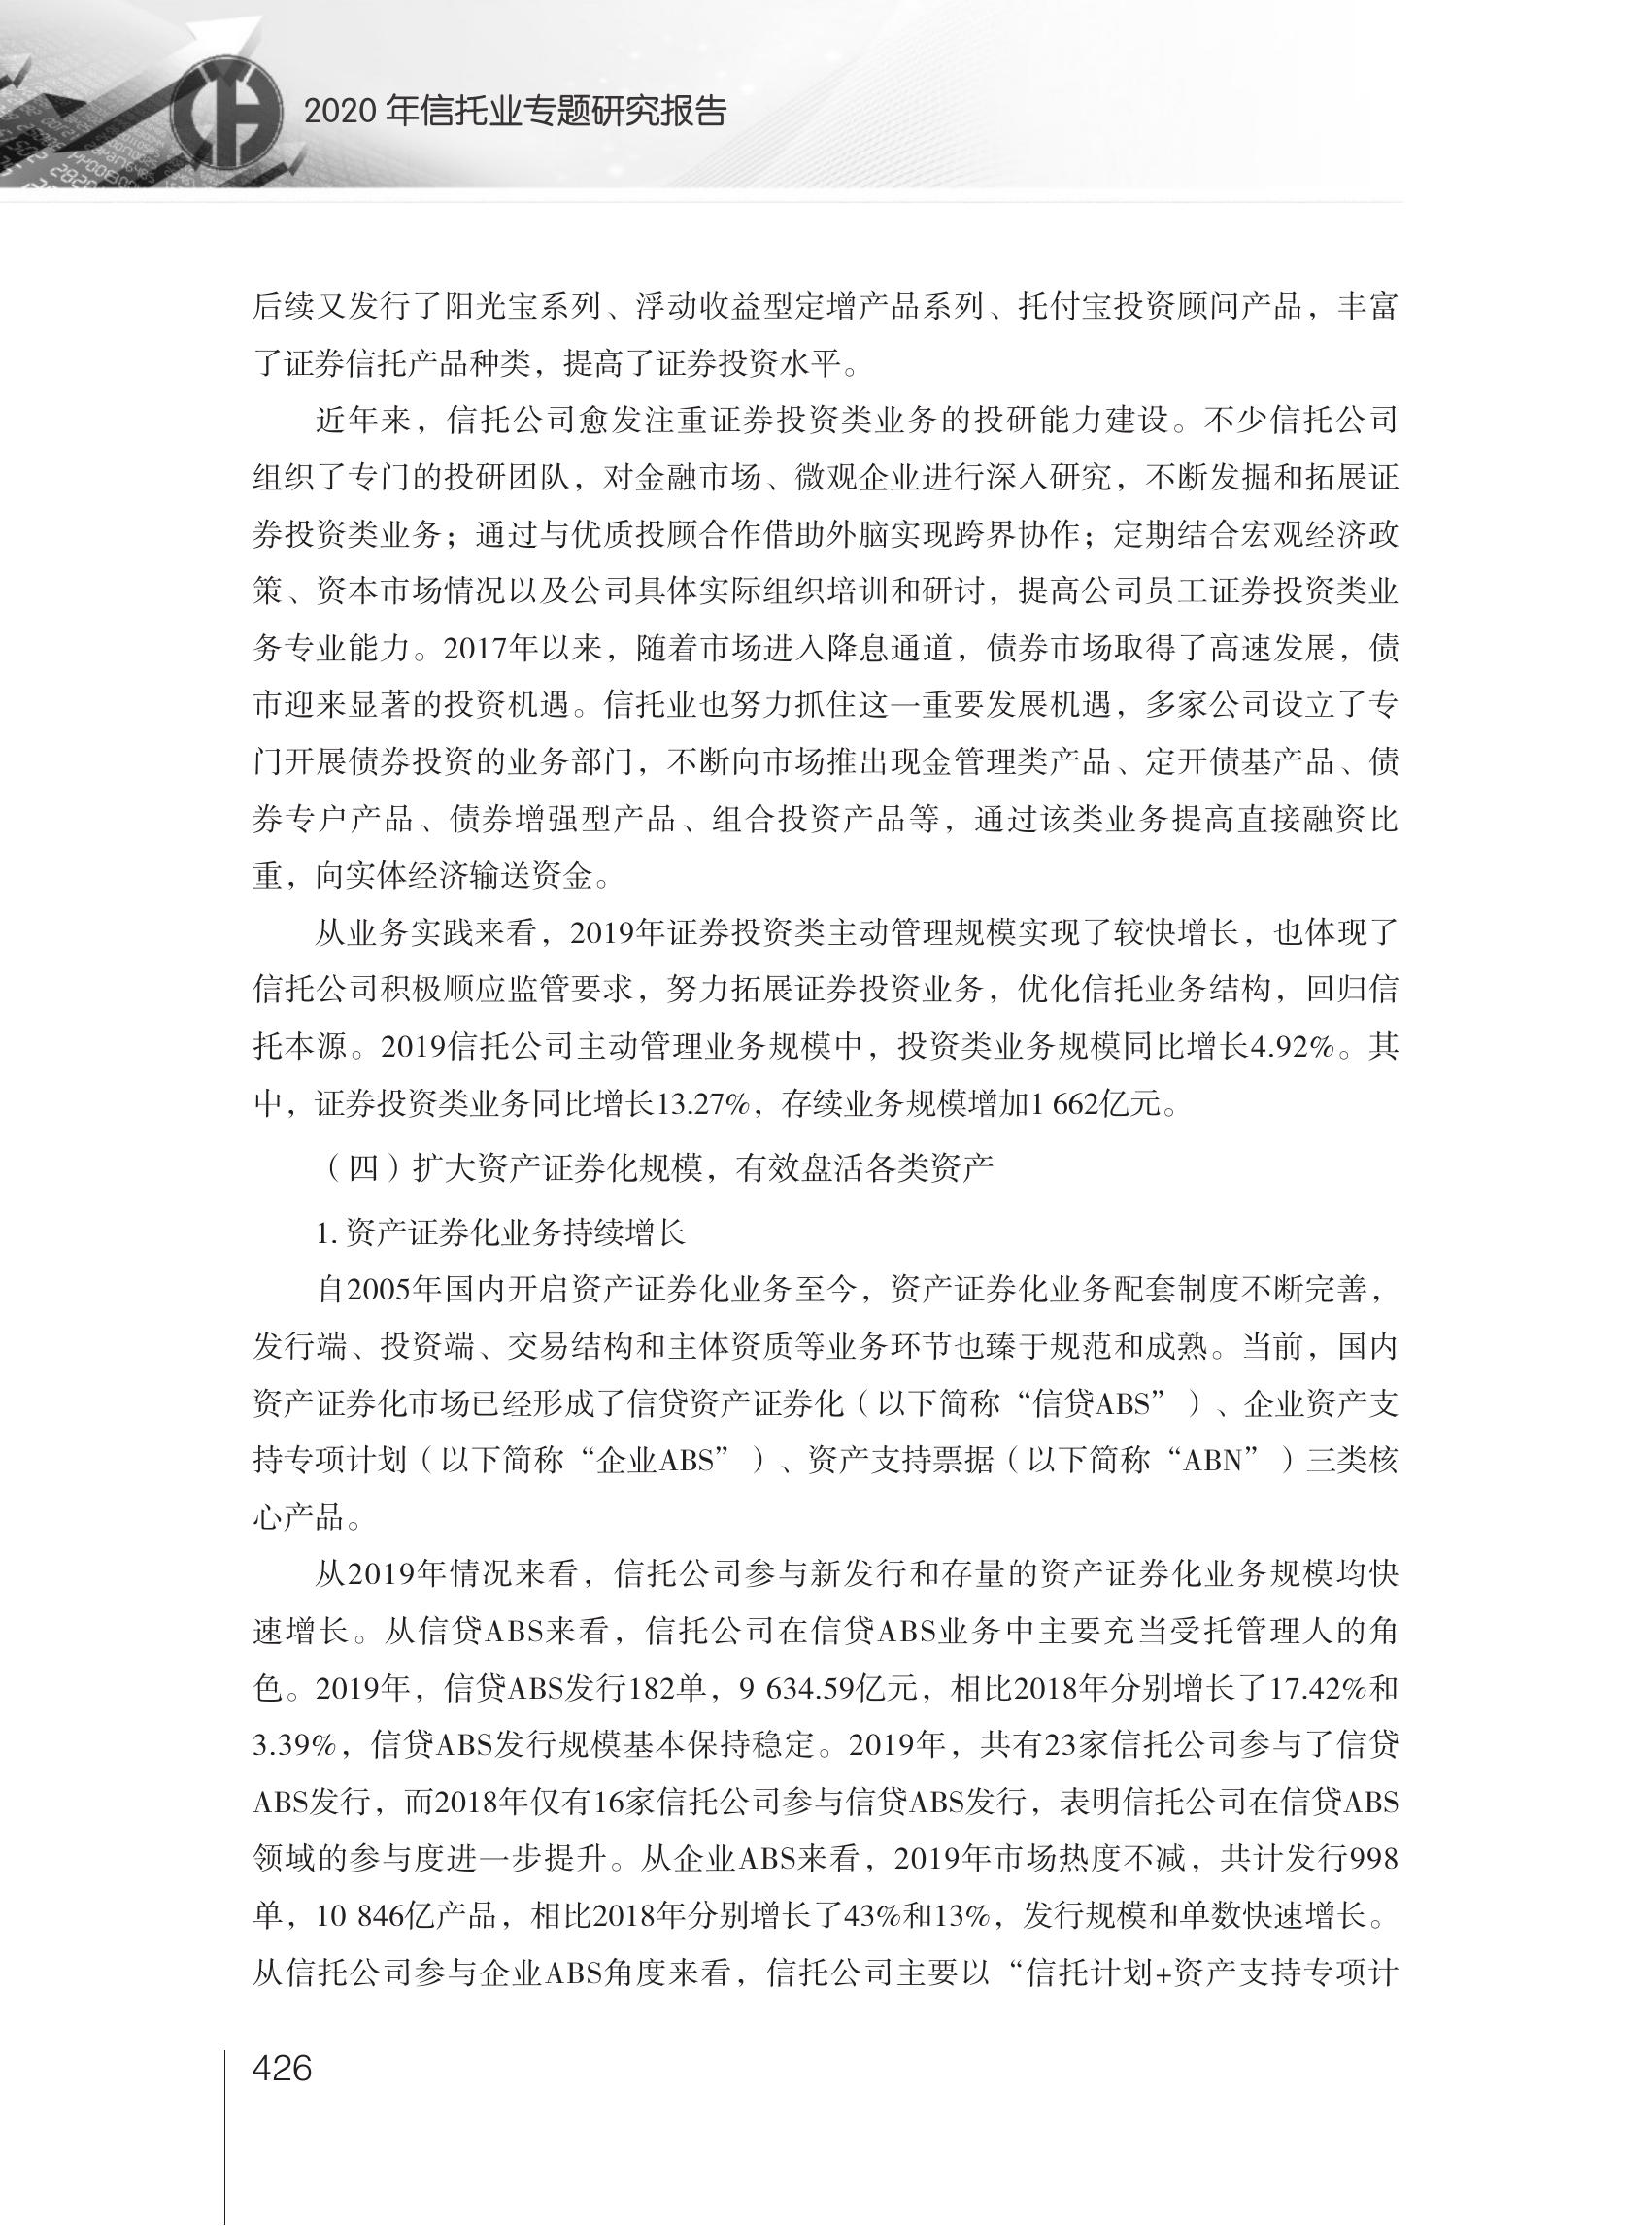 2020 年信托业专题研究报告
后续又发行了阳光宝系列、浮动收益型定增产品系列、托付宝投资顾问产品，丰富
了证券信托产品种类，提高了证券投资水平。
近年来，信托公司愈发注重证券投资类业务的投研能力建设。不少信托公司
组织了专门的投研团队，对金融市场、微观企业进行深入研究，不断发掘和拓展证
券投资类业务；通过与优质投顾合作借助外脑实现跨界协作；定期结合宏观经济政
策、资本市场情况以及公司具体实际组织培训和研讨，提高公司员工证券投资类业
务专业能力。2017年以来，随着市场进入降息通道，债券市场取得了高速发展，债
市迎来显著的投资机遇。信托业也努力抓住这一重要发展机遇，多家公司设立了专
门开展债券投资的业务部门，不断向市场推出现金管理类产品、定开债基产品、债
券专户产品、债券增强型产品、组合投资产品等，通过该类业务提高直接融资比
重，向实体经济输送资金。
从业务实践来看，2019年证券投资类主动管理规模实现了较快增长，也体现了
信托公司积极顺应监管要求，努力拓展证券投资业务，优化信托业务结构，回归信
托本源。2019信托公司主动管理业务规模中，投资类业务规模同比增长4.92%。其
中，证券投资类业务同比增长13.27%，存续业务规模增加1 662亿元。
（四）扩大资产证券化规模，有效盘活各类资产
1. 资产证券化业务持续增长
自2005年国内开启资产证券化业务至今，资产证券化业务配套制度不断完善，
发行端、投资端、交易结构和主体资质等业务环节也臻于规范和成熟。当前，国内
资产证券化市场已经形成了信贷资产证券化（以下简称“信贷ABS”）、企业资产支
持专项计划（以下简称“企业ABS”）、资产支持票据（以下简称“ABN”）三类核
心产品。
从2019年情况来看，信托公司参与新发行和存量的资产证券化业务规模均快
速增长。从信贷ABS来看，信托公司在信贷ABS业务中主要充当受托管理人的角
色。2019年，信贷ABS发行182单，9 634.59亿元，相比2018年分别增长了17.42%和
3.39%，信贷ABS发行规模基本保持稳定。2019年，共有23家信托公司参与了信贷
ABS发行，而2018年仅有16家信托公司参与信贷ABS发行，表明信托公司在信贷ABS
领域的参与度进一步提升。从企业ABS来看，2019年市场热度不减，共计发行998
单，10 846亿产品，相比2018年分别增长了43%和13%，发行规模和单数快速增长。
从信托公司参与企业ABS角度来看，信托公司主要以“信托计划+资产支持专项计
426